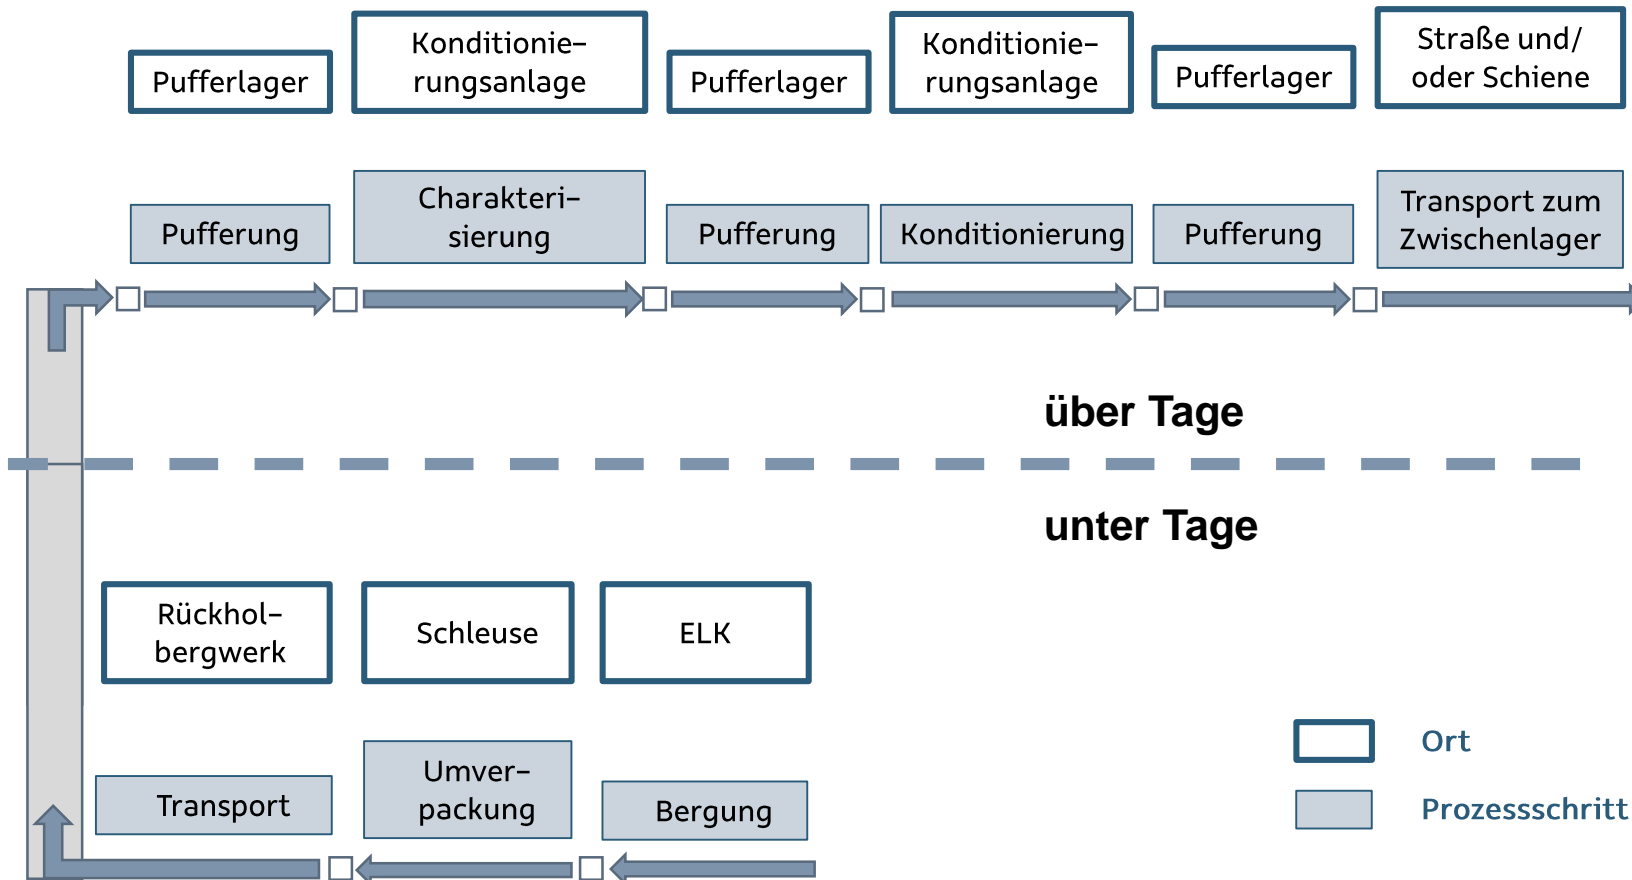 Pufferlager
Konditionie-
rungsanlage
Pufferlager
Konditionie-
rungsanlage
Pufferlager
Straße und/
oder Schiene
Pufferung
Charakteri-
sierung
Pufferung
Konditionierung
Pufferung
Transport zum
Zwischenlager
über Tage
unter Tage
Rückhol-
bergwerk
Schleuse
ELK
Transport
Umver-
packung
Bergung
Ort
Prozessschritt